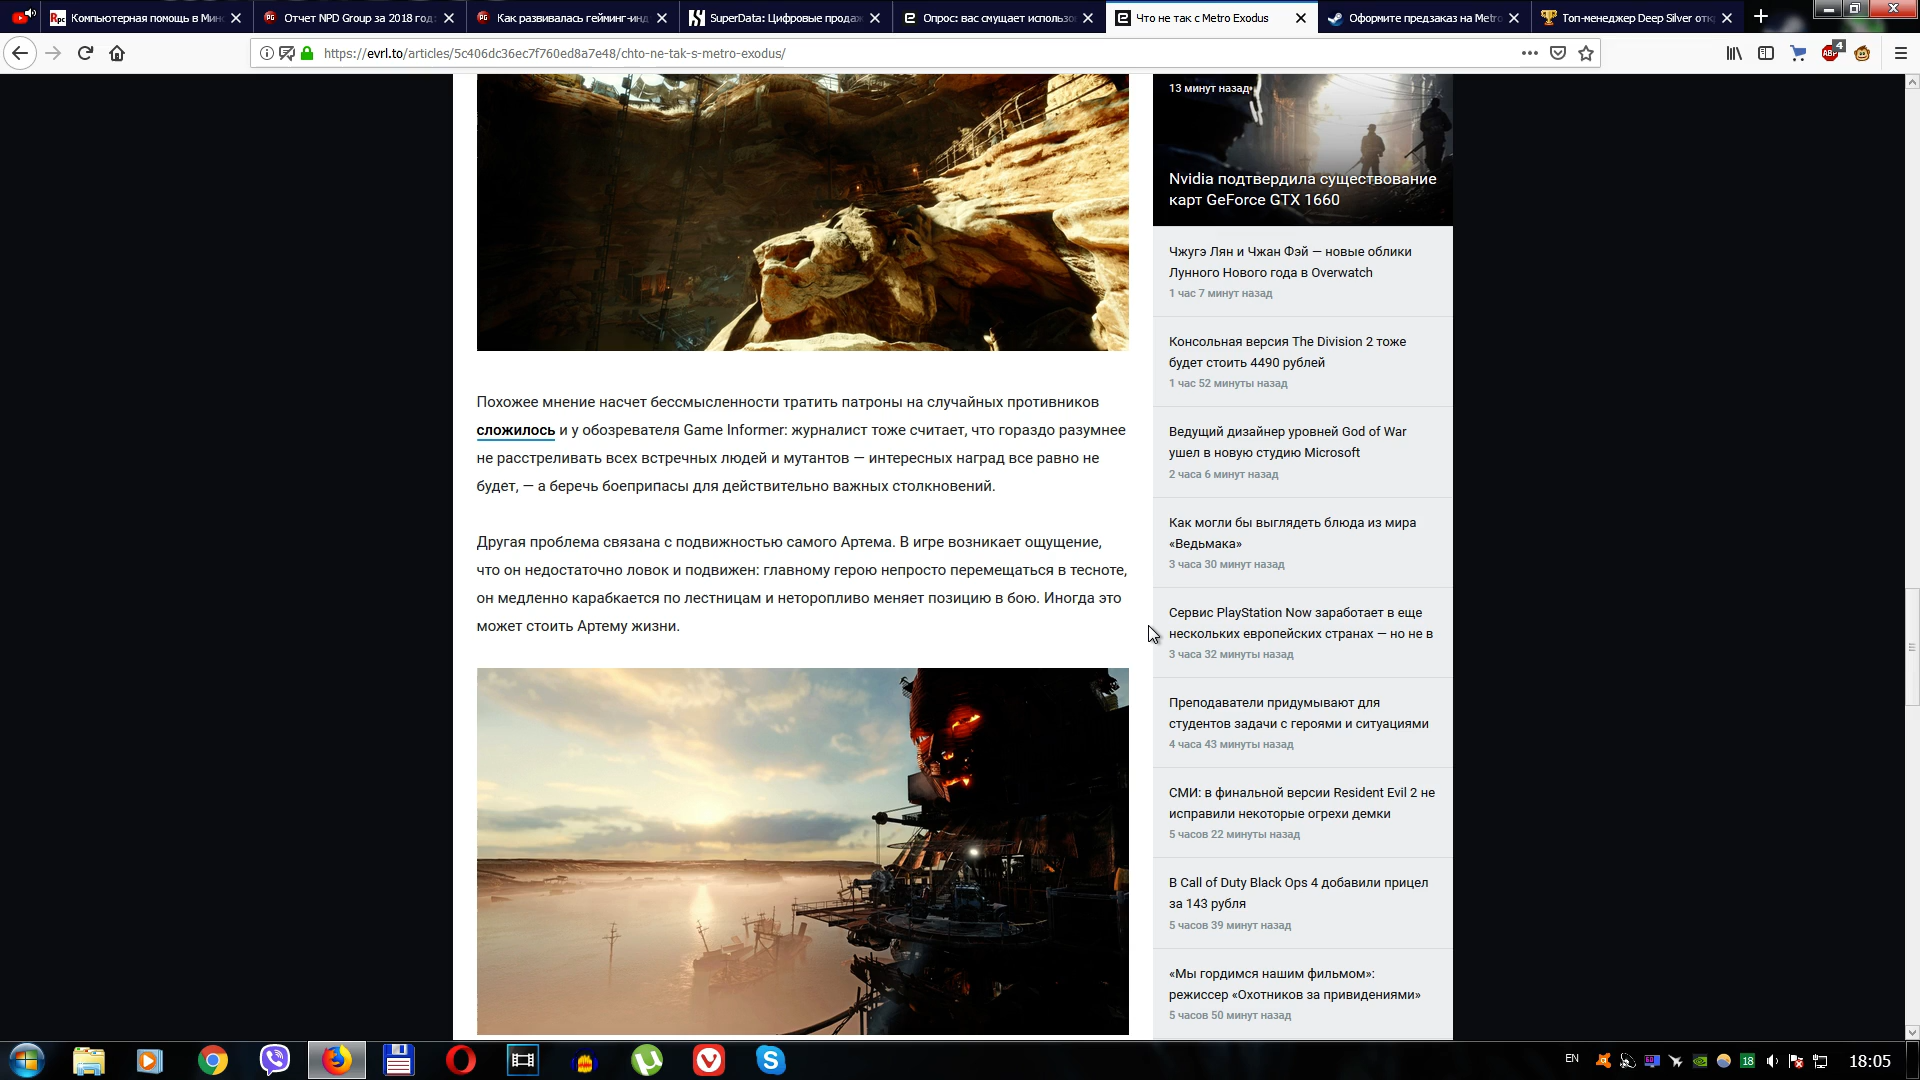 Компьютерная помощь в Мин
Отчет NPD Group за 2018 год
Как развивалась гейминг-инд
SuperData: Цифровые продаж
Опрос: вас смущает использо
Что не так с Metro Exodus
Оформите предзаказ на Metro
Топ-менеджер Deep Silver отк
https://evrl.to/articles/5c406dc36ec7f760ed8a7e48/chto-ne-tak-s-metro-exodus/
4
Похожее мнение насчет бессмысленности тратить патроны на случайных противников
сложилось и у обозревателя Game Informer: журналист тоже считает, что гораздо разумнее
не расстреливать всех встречных людей и мутантов — интересных наград все равно не
будет, — а беречь боеприпасы для действительно важных столкновений.
Другая проблема связана с подвижностью самого Артема. В игре возникает ощущение,
что он недостаточно ловок и подвижен: главному герою непросто перемещаться в тесноте,
он медленно карабкается по лестницам и неторопливо меняет позицию в бою. Иногда это
может стоить Артему жизни.
13 минут назад
Nvidia подтвердила существование
карт GeForce GTX 1660
Чжугэ Лян и Чжан Фэй — новые облики
Лунного Нового года в Overwatch
1 час 7 минут назад
Консольная версия The Division 2 тоже
будет стоить 4490 рублей
1 час 52 минуты назад
Ведущий дизайнер уровней God of War
ушел в новую студию Microsoft
2 часа 6 минут назад
Как могли бы выглядеть блюда из мира
«Ведьмака»
3 часа 30 минут назад
Сервис PlayStation Now заработает в еще
нескольких европейских странах — но не в
3 часа 32 минуты назад
Преподаватели придумывают для
студентов задачи с героями и ситуациями
4 часа 43 минуты назад
СМИ: в финальной версии Resident Evil 2 не
исправили некоторые огрехи демки
5 часов 22 минуты назад
В Call of Duty Black Ops 4 добавили прицел
за 143 рубля
5 часов 39 минут назад
«Мы гордимся нашим фильмом»:
режиссер «Охотников за привидениями»
5 часов 50 минут назад
EN
18
18:05